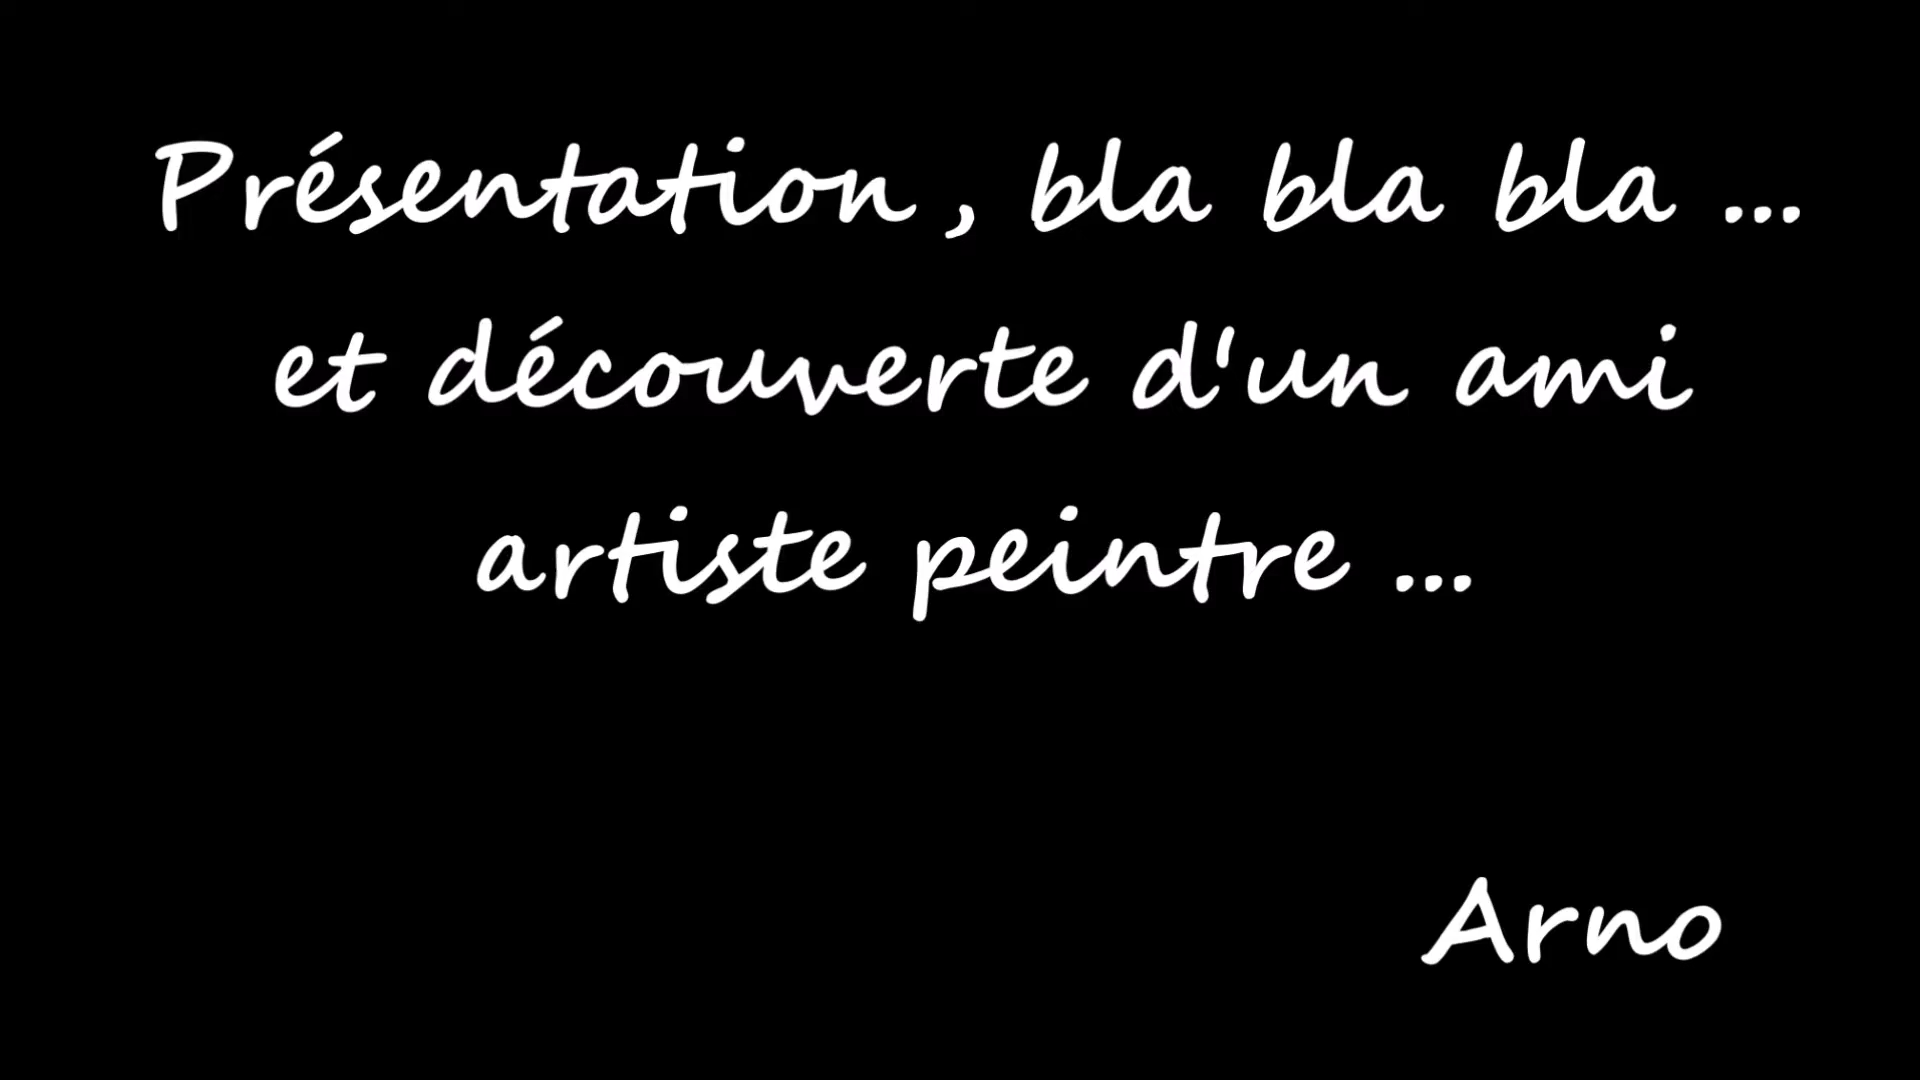 Présentation , bla bla bla ...
et découverte d'un ami
artiste peintre ...
Arno